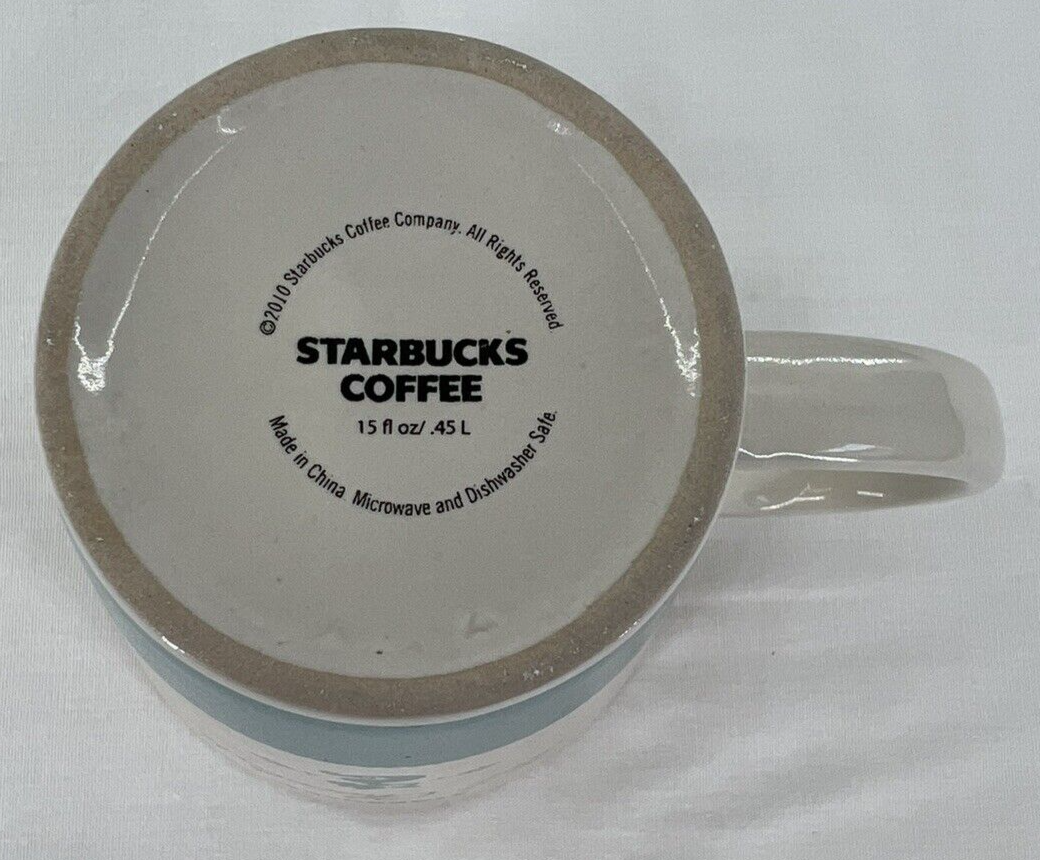 ©2010 Starbucks Coffee Company. All Rights Reserved.
STARBUCKS
COFFEE
15 fl oz/ .45 L
Made in China Microwave and Dishwasher Safe.